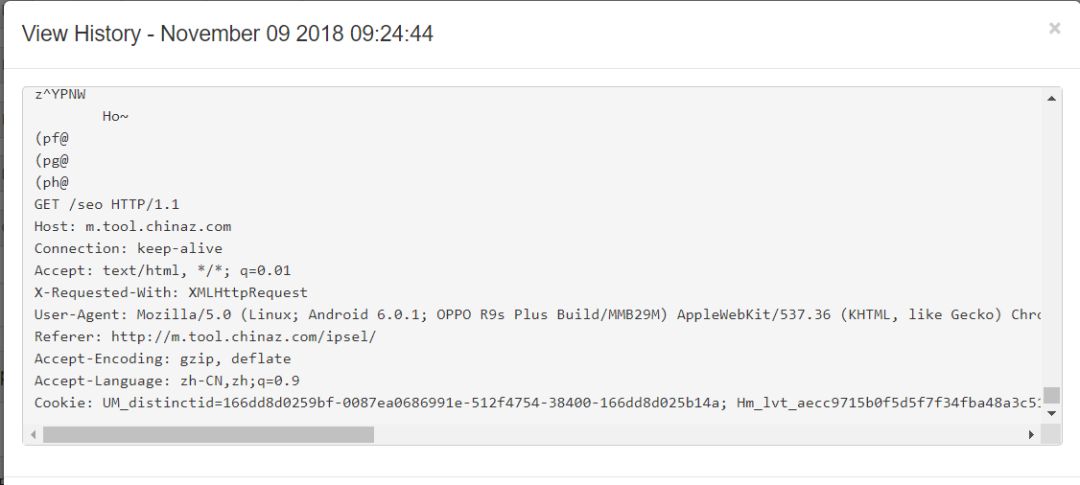 View History - November 09 2018 09:24:44
×
z^YPNW
Ho~
(pf@
(pg@
(ph@
GET /seo HTTP/1.1
Host: m.tool.chinaz.com
Connection: keep-alive
Accept: text/html, */*; q=0.01
X-Requested-With: XMLHttpRequest
User-Agent: Mozilla/5.0 (Linux; Android 6.0.1; OPPO R9s Plus Build/MMB29M) AppleWebKit/537.36 (KHTML, like Gecko) Chro
Referer: http://m.tool.chinaz.com/ipsel/
Accept-Encoding: gzip, deflate
Accept-Language: zh-CN,zh;q=0.9
Cookie: UM_distinctid=166dd8d0259bf-0087ea0686991e-512f4754-38400-166dd8d025b14a; Hm_lvt_aecc9715b0f5d5f7f34fba48a3c51